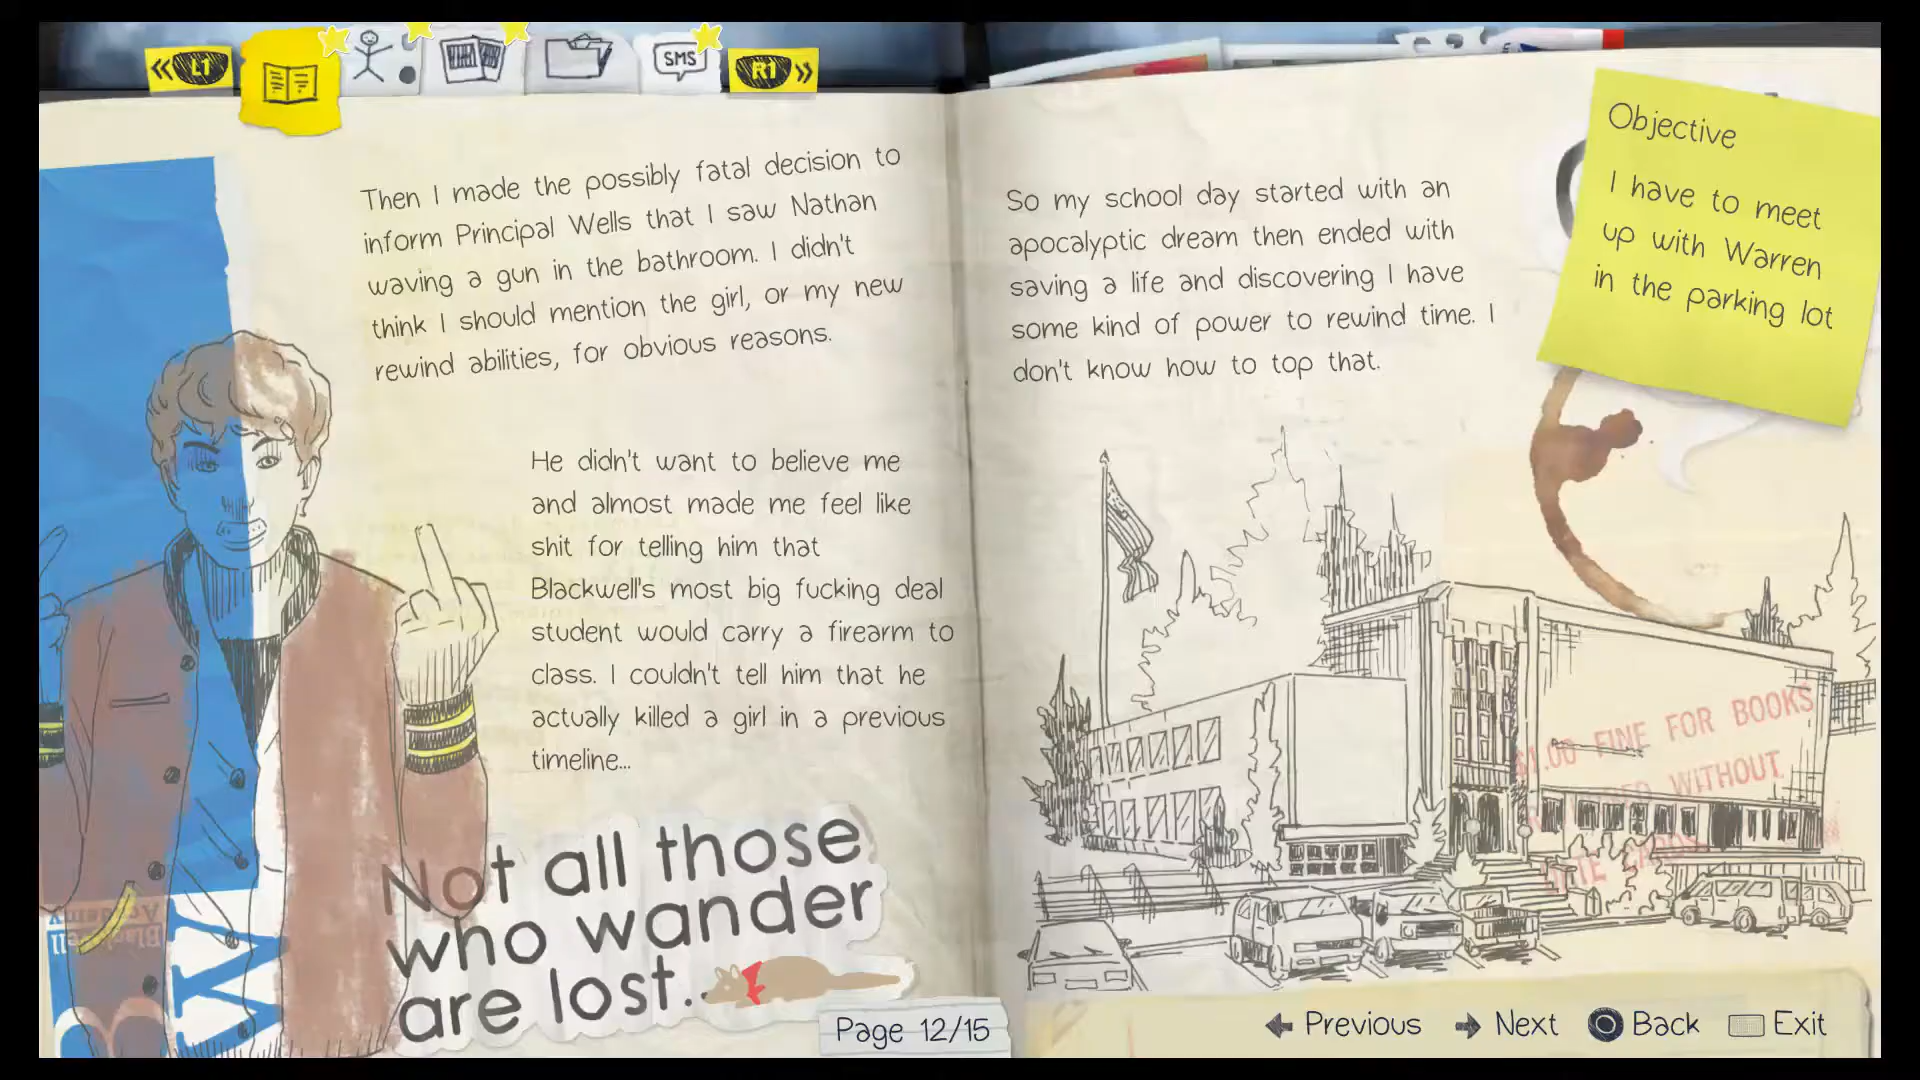 L1
SMS
R1
Then I made the possibly fatal decision to
inform Principal Wells that I saw Nathan
waving a gun in the bathroom. I didn't
think I should mention the girl, or my new
rewind abilities, for obvious reasons.
He didn't want to believe me
and almost made me feel like
shit for telling him that
Blackwell's most big fucking deal
student would carry a firearm to
class. I couldn't tell him that he
actually killed a girl in a previous
timeline...
Not all those
who wander
are lost...
Page 12/15
So my school day started with an
apocalyptic dream then ended with
saving a life and discovering I have
some kind of power to rewind time. I
don't know how to top that.
Objective
I have to meet
up with Warren
in the parking lot
$1.00 FINE FOR BOOKS
WITHOUT
Previous
Next
Back
Exit